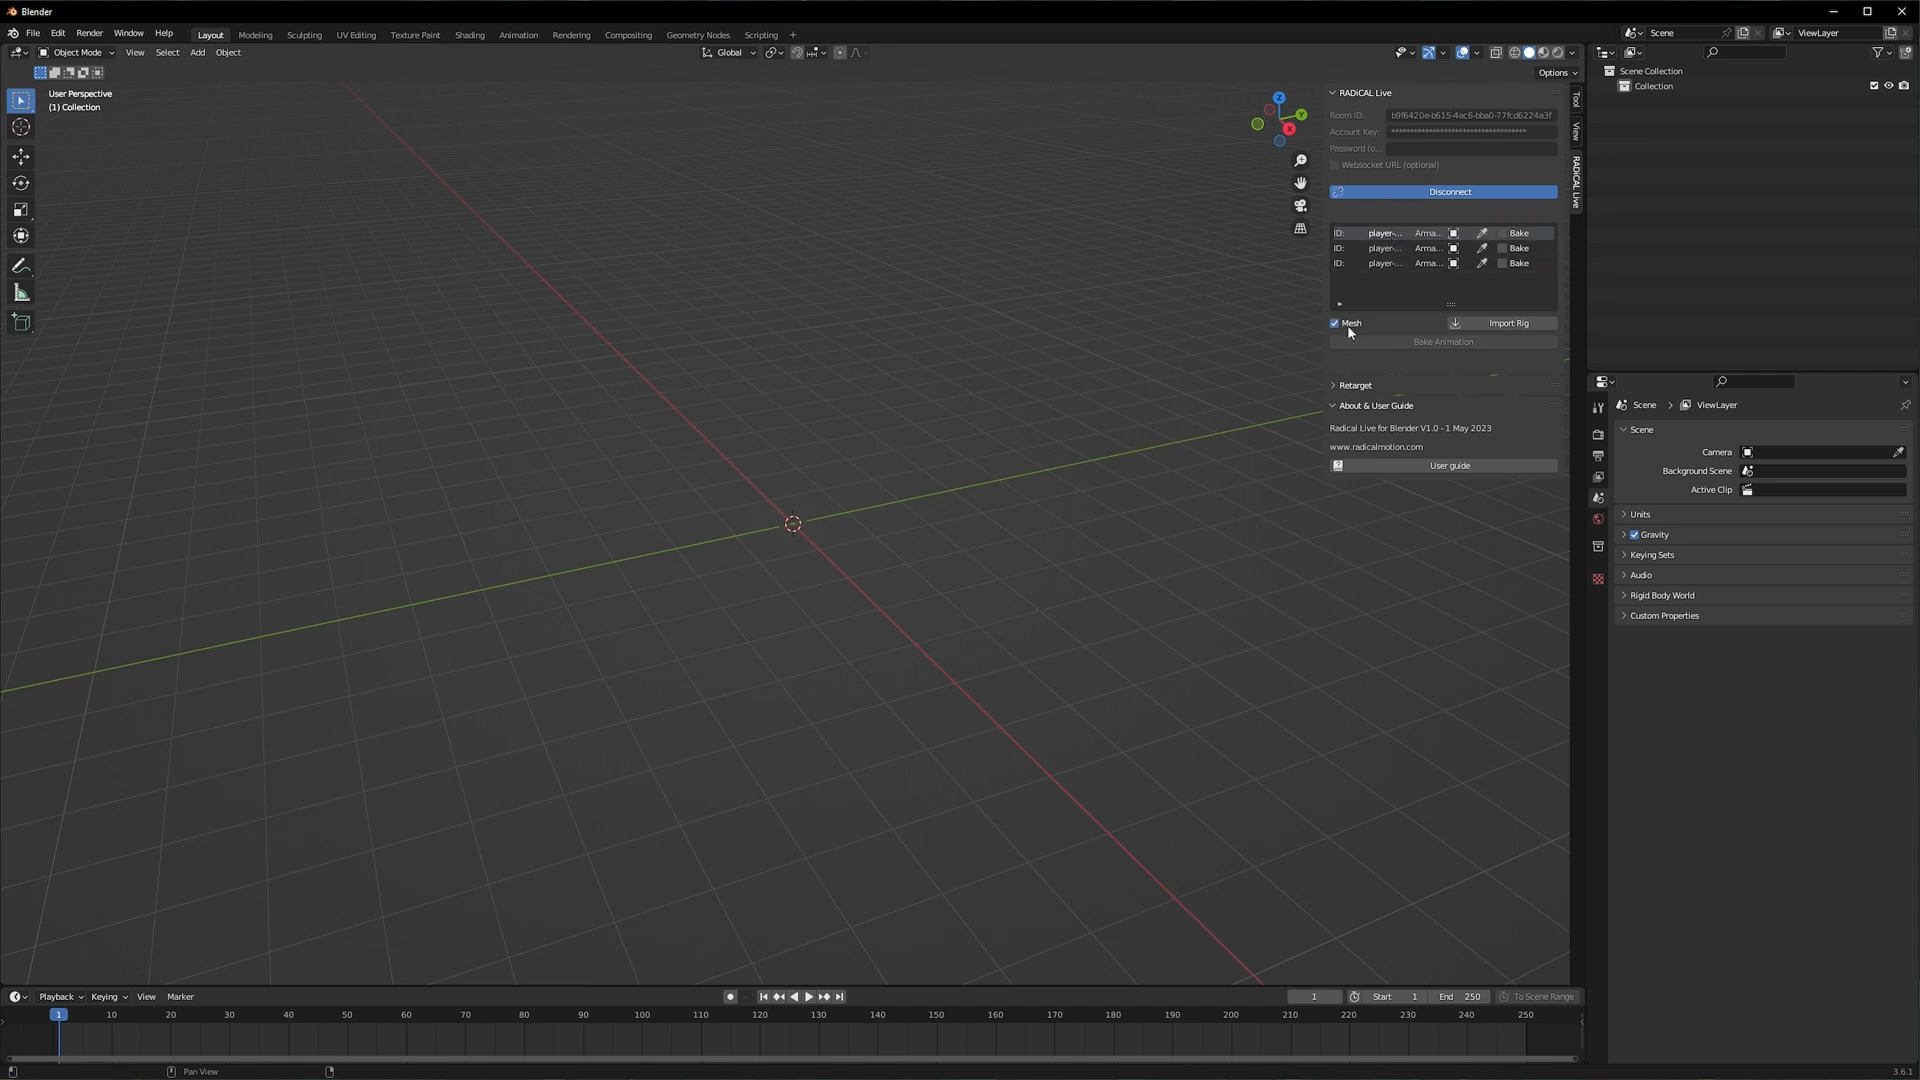 Blender
File Edit Render Window Help Layout Modeling Sculpting UV Editing Texture Paint Shading Animation Rendering Compositing Geometry Nodes Scripting + Scene ViewLayer
Object Mode View Select Add Object Global
Options
User Perspective
(1) Collection
Z
Y
X
RADiCAL Live
Room ID: b9f6420e-b615-4ac6-bba0-77fcd6224a3f
Account Key: ************************************
Password (o...
Websocket URL (optional)
Disconnect
ID: player-... Arma... Bake
ID: player-... Arma... Bake
ID: player-... Arma... Bake
Mesh Import Rig
Bake Animation
Retarget
About & User Guide
Radical Live for Blender V1.0 - 1 May 2023
www.radicalmotion.com
User guide
Tool
View
RADiCAL Live
Scene Collection
Collection
Scene > ViewLayer
Scene
Camera
Background Scene
Active Clip
Units
Gravity
Keying Sets
Audio
Rigid Body World
Custom Properties
Playback Keying View Marker 1 Start 1 End 250 To Scene Range
1 10 20 30 40 50 60 70 80 90 100 110 120 130 140 150 160 170 180 190 200 210 220 230 240 250
Pan View 3.6.1